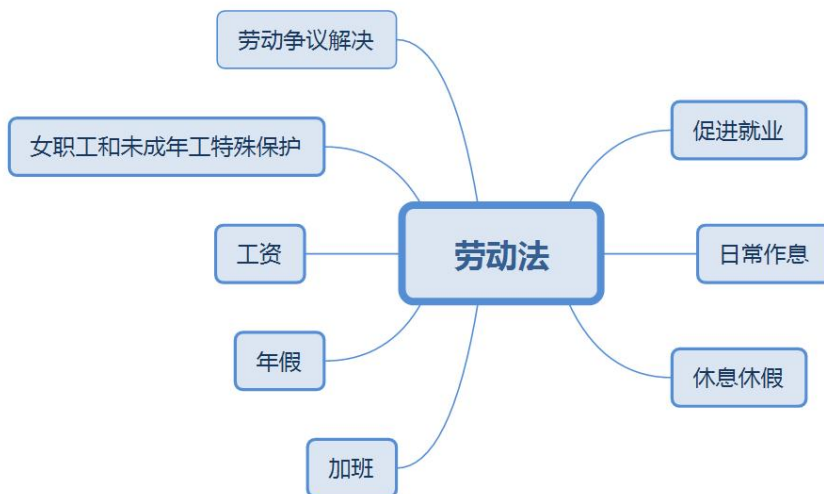 劳动争议解决
促进就业
女职工和未成年工特殊保护
工资
劳动法
日常作息
年假
休息休假
加班